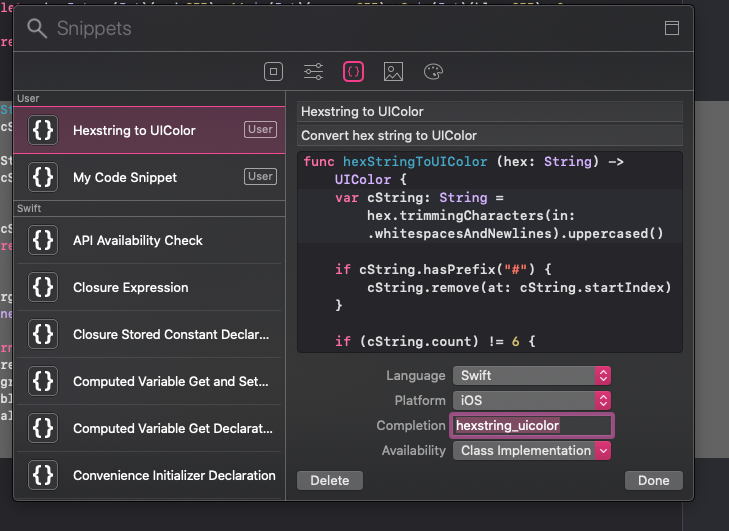 Snippets
User
Hexstring to UIColor
User
My Code Snippet
User
Swift
API Availability Check
Closure Expression
Closure Stored Constant Declar...
Computed Variable Get and Set...
Computed Variable Get Declarat...
Convenience Initializer Declaration
Hexstring to UIColor
Convert hex string to UIColor
func hexStringToUIColor (hex: String) ->
UIColor {
var cString: String =
hex.trimmingCharacters(in:
.whitespacesAndNewlines).uppercased()
if cString.hasPrefix("#") {
cString.remove(at: cString.startIndex)
}
if (cString.count) != 6 {
Language
Swift
Platform
iOS
Completion
hexstring_uicolor
Availability
Class Implementation
Delete
Done